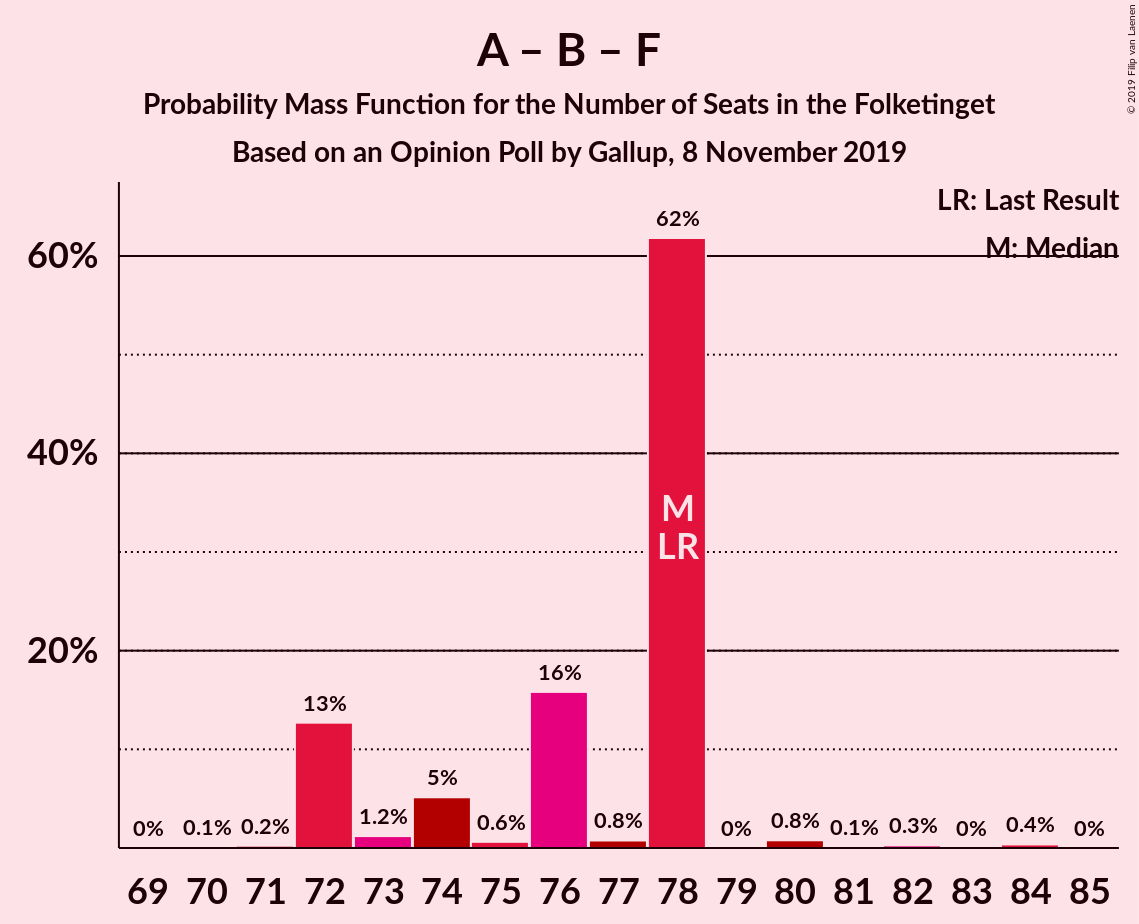 A – B – F
Probability Mass Function for the Number of Seats in the Folketinget
Based on an Opinion Poll by Gallup, 8 November 2019
© 2019 Filip van Laenen
LR: Last Result
M: Median
60%
40%
20%
0% 0.1% 0.2% 13% 1.2% 5% 0.6% 16% 0.8% 62% 0% 0.8% 0.1% 0.3% 0% 0.4% 0%
M
LR
69 70 71 72 73 74 75 76 77 78 79 80 81 82 83 84 85